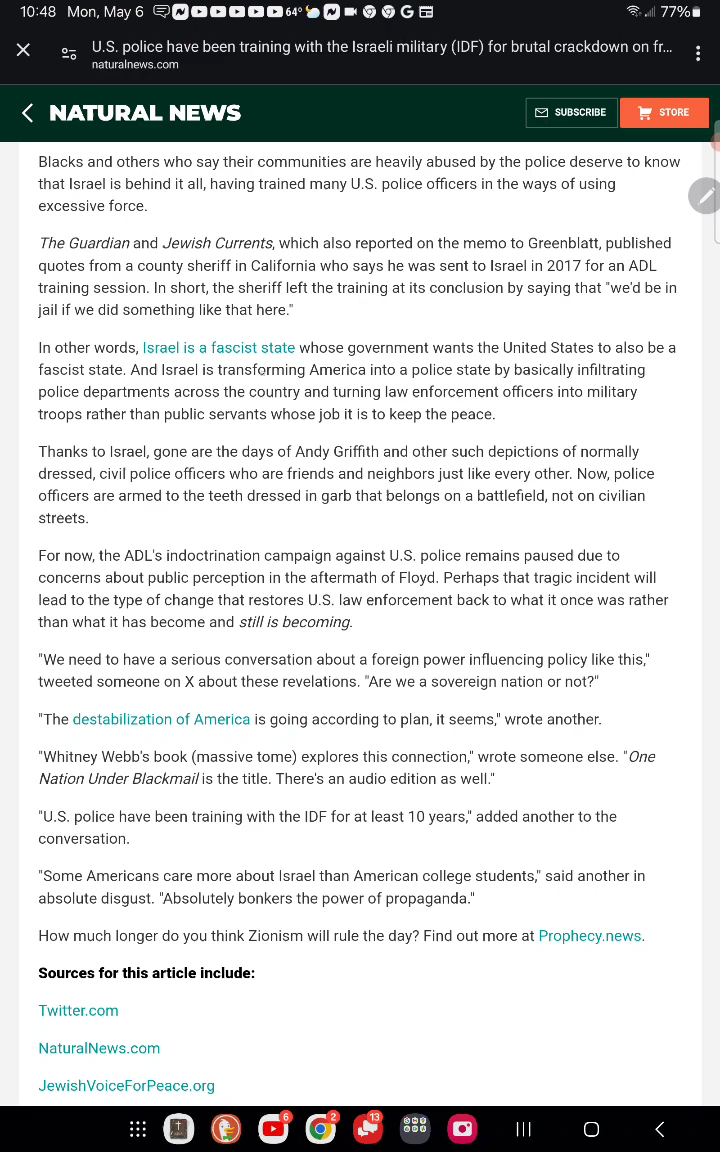 10:48 Mon, May 6 64° 77%
U.S. police have been training with the Israeli military (IDF) for brutal crackdown on fr...
naturalnews.com
NATURAL NEWS SUBSCRIBE STORE
Blacks and others who say their communities are heavily abused by the police deserve to know
that Israel is behind it all, having trained many U.S. police officers in the ways of using
excessive force.
The Guardian and Jewish Currents, which also reported on the memo to Greenblatt, published
quotes from a county sheriff in California who says he was sent to Israel in 2017 for an ADL
training session. In short, the sheriff left the training at its conclusion by saying that "we'd be in
jail if we did something like that here."
In other words, Israel is a fascist state whose government wants the United States to also be a
fascist state. And Israel is transforming America into a police state by basically infiltrating
police departments across the country and turning law enforcement officers into military
troops rather than public servants whose job it is to keep the peace.
Thanks to Israel, gone are the days of Andy Griffith and other such depictions of normally
dressed, civil police officers who are friends and neighbors just like every other. Now, police
officers are armed to the teeth dressed in garb that belongs on a battlefield, not on civilian
streets.
For now, the ADL's indoctrination campaign against U.S. police remains paused due to
concerns about public perception in the aftermath of Floyd. Perhaps that tragic incident will
lead to the type of change that restores U.S. law enforcement back to what it once was rather
than what it has become and still is becoming.
"We need to have a serious conversation about a foreign power influencing policy like this,"
tweeted someone on X about these revelations. "Are we a sovereign nation or not?"
"The destabilization of America is going according to plan, it seems," wrote another.
"Whitney Webb's book (massive tome) explores this connection," wrote someone else. "One
Nation Under Blackmail is the title. There's an audio edition as well."
"U.S. police have been training with the IDF for at least 10 years," added another to the
conversation.
"Some Americans care more about Israel than American college students," said another in
absolute disgust. "Absolutely bonkers the power of propaganda."
How much longer do you think Zionism will rule the day? Find out more at Prophecy.news.
Sources for this article include:
Twitter.com
NaturalNews.com
JewishVoiceForPeace.org
6 2 13